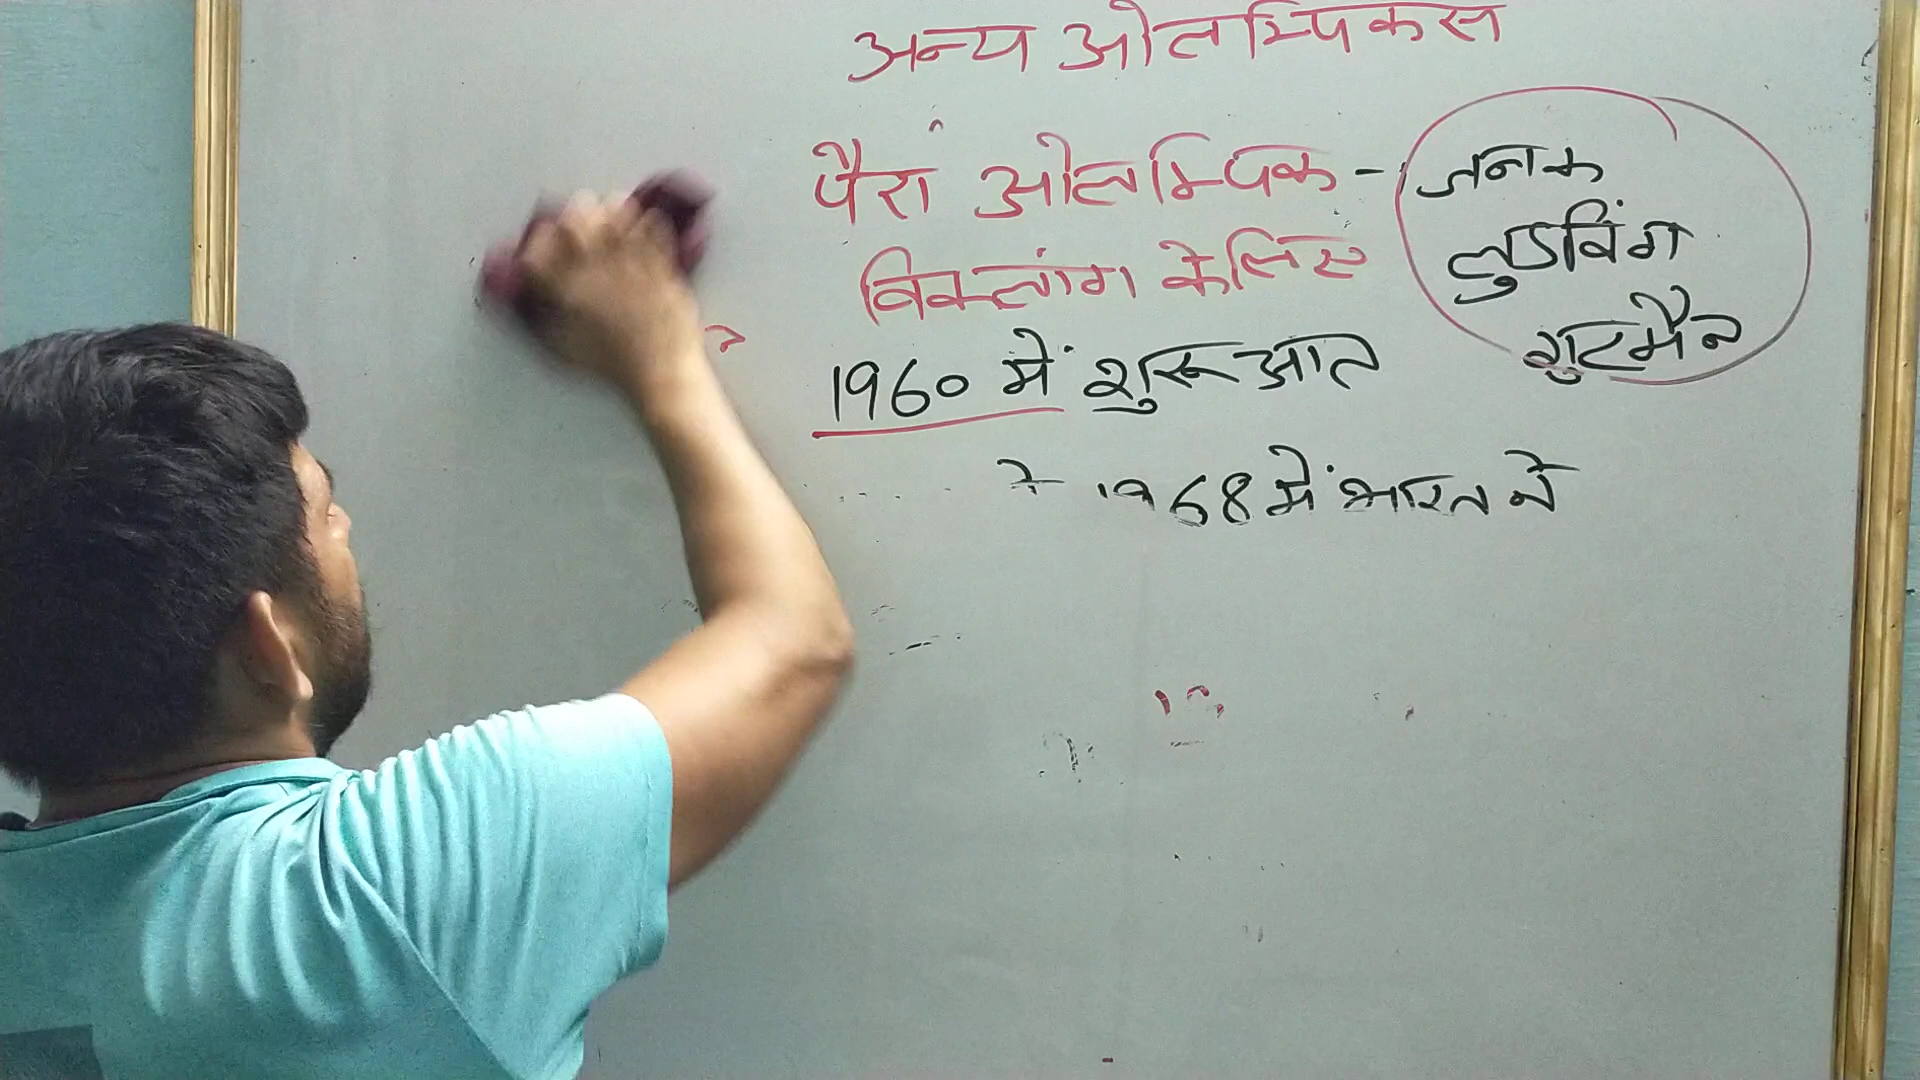 अन्य ओलम्पिकस
पैरा ओलम्पिक - जनक
लुडविंग
गुटमैन
विकलांग के लिए
1960 में शुरूआत
1968 में भारत ने